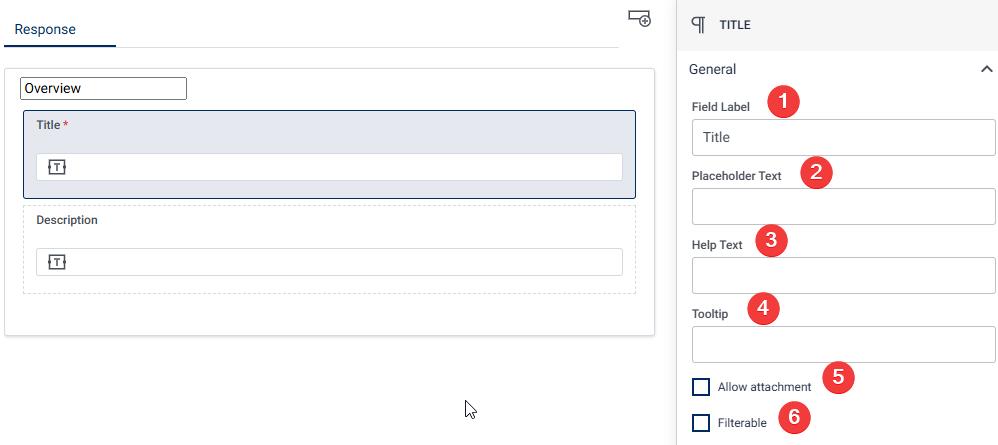 Response
Overview
Title *
T
Description
T
TITLE
General
Field Label 1
Title
Placeholder Text 2
Help Text 3
Tooltip 4
Allow attachment 5
Filterable 6